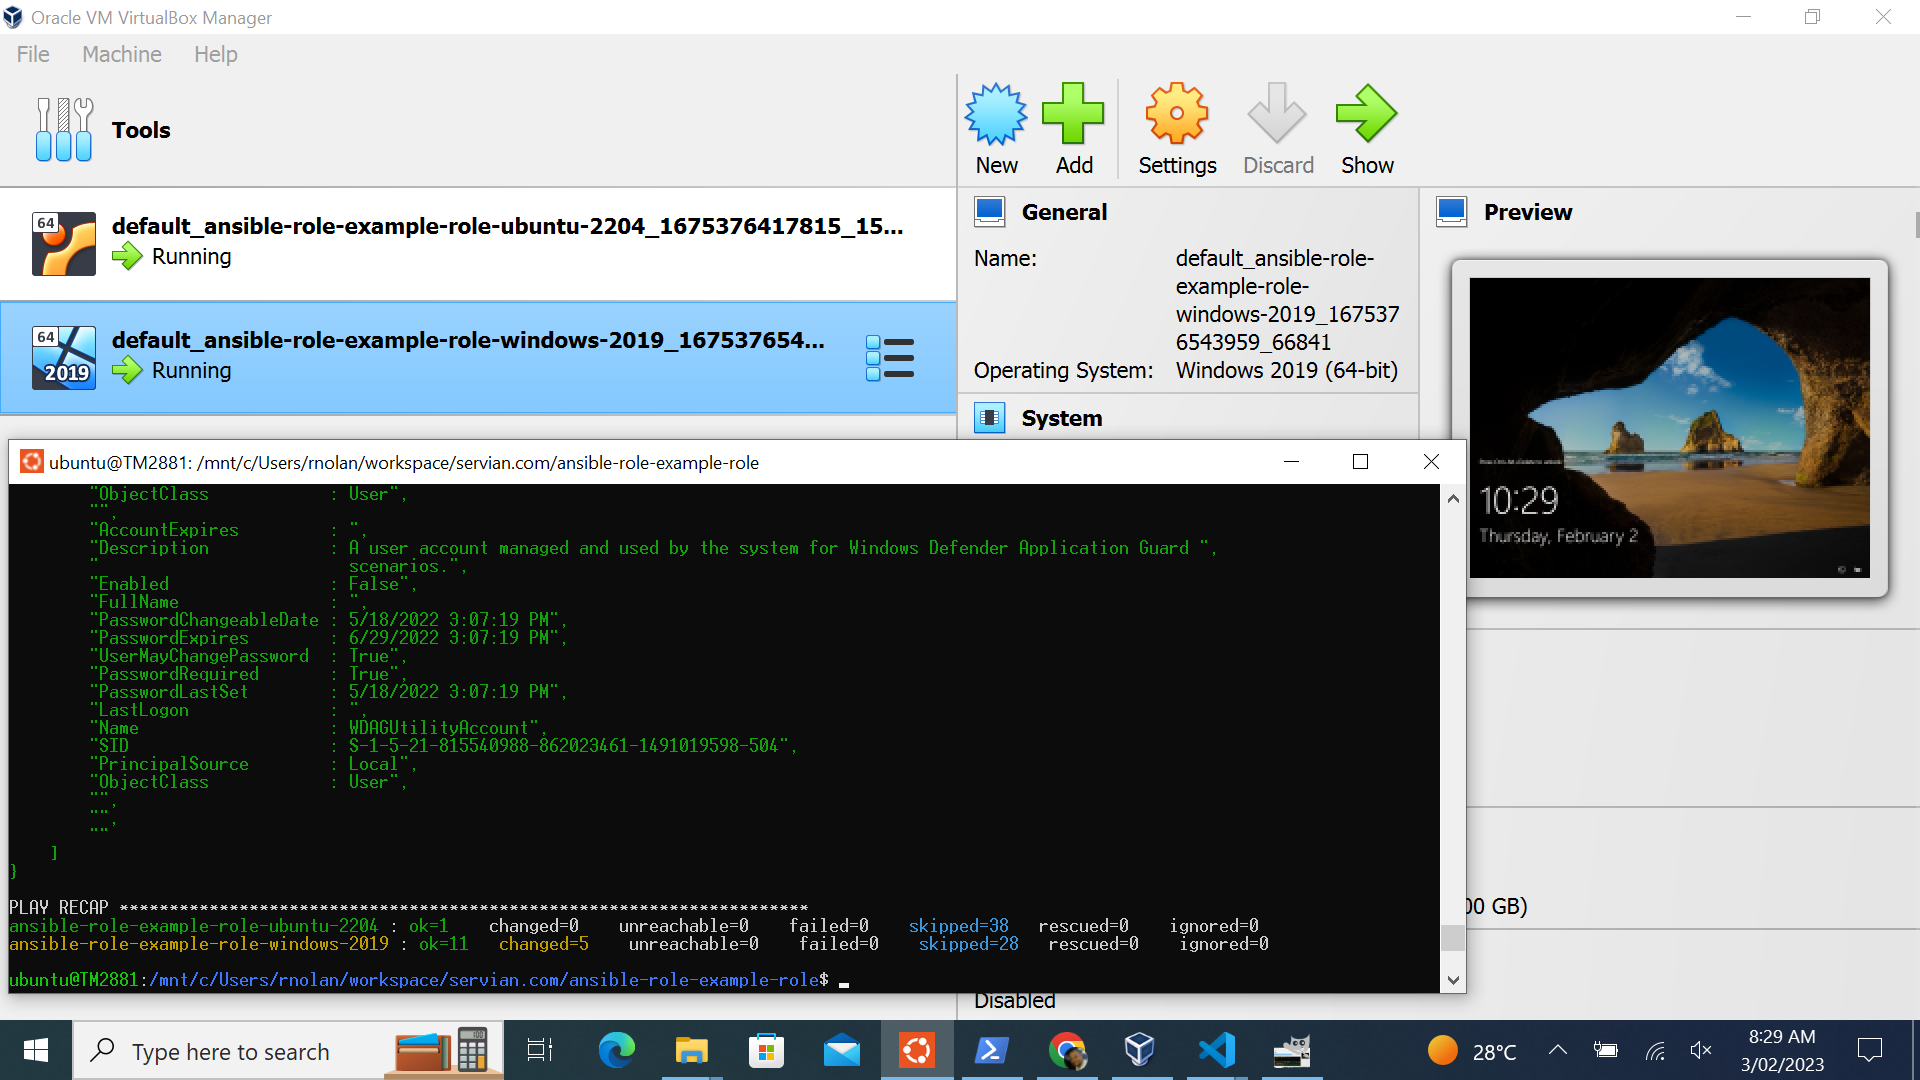 Oracle VM VirtualBox Manager
File Machine Help
Tools
New
Add
Settings
Discard
Show
64
default_ansible-role-example-role-ubuntu-2204_1675376417815_15...
Running
64
2019
default_ansible-role-example-role-windows-2019_167537654...
Running
General
Name:
default_ansible-role-
example-role-
windows-2019_167537
6543959_66841
Operating System: Windows 2019 (64-bit)
System
Preview
10:29
Thursday, February 2
ubuntu@TM2881: /mnt/c/Users/rnolan/workspace/servian.com/ansible-role-example-role
"ObjectClass : User",
"",
"AccountExpires : ",
"Description : A user account managed and used by the system for Windows Defender Application Guard ",
" scenarios.",
"Enabled : False",
"FullName : ",
"PasswordChangeableDate : 5/18/2022 3:07:19 PM",
"PasswordExpires : 6/29/2022 3:07:19 PM",
"UserMayChangePassword : True",
"PasswordRequired : True",
"PasswordLastSet : 5/18/2022 3:07:19 PM",
"LastLogon : ",
"Name : WDAGUtilityAccount",
"SID : S-1-5-21-815540988-862023461-1491019598-504",
"PrincipalSource : Local",
"ObjectClass : User",
"",
"",
""
]
}
PLAY RECAP *********************************************************************
ansible-role-example-role-ubuntu-2204 : ok=1 changed=0 unreachable=0 failed=0 skipped=38 rescued=0 ignored=0
ansible-role-example-role-windows-2019 : ok=11 changed=5 unreachable=0 failed=0 skipped=28 rescued=0 ignored=0
ubuntu@TM2881:/mnt/c/Users/rnolan/workspace/servian.com/ansible-role-example-role$
00 GB)
Disabled
Type here to search
28°C
8:29 AM
3/02/2023